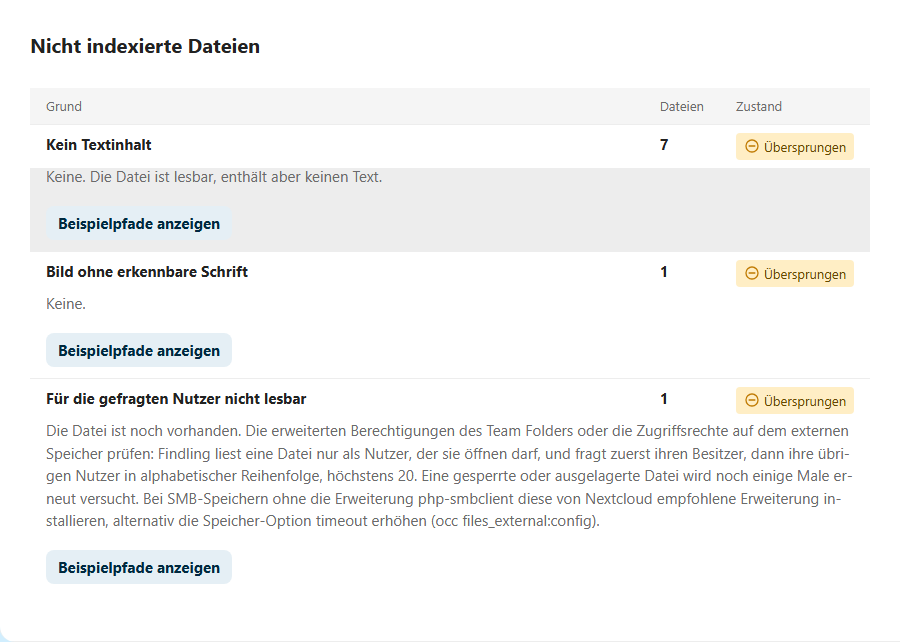 Nicht indexierte Dateien
Grund Dateien Zustand
Kein Textinhalt 7 Übersprungen
Keine. Die Datei ist lesbar, enthält aber keinen Text.
Beispielpfade anzeigen
Bild ohne erkennbare Schrift 1 Übersprungen
Keine.
Beispielpfade anzeigen
Für die gefragten Nutzer nicht lesbar 1 Übersprungen
Die Datei ist noch vorhanden. Die erweiterten Berechtigungen des Team Folders oder die Zugriffsrechte auf dem externen
Speicher prüfen: Findling liest eine Datei nur als Nutzer, der sie öffnen darf, und fragt zuerst ihren Besitzer, dann ihre übri-
gen Nutzer in alphabetischer Reihenfolge, höchstens 20. Eine gesperrte oder ausgelagerte Datei wird noch einige Male er-
neut versucht. Bei SMB-Speichern ohne die Erweiterung php-smbclient diese von Nextcloud empfohlene Erweiterung in-
stallieren, alternativ die Speicher-Option timeout erhöhen (occ files_external:config).
Beispielpfade anzeigen